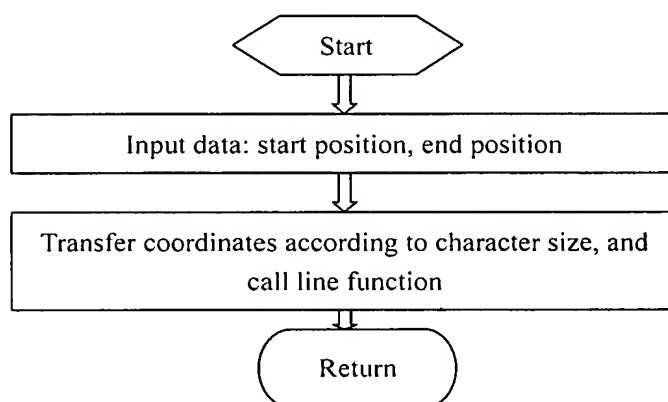 Start
Input data: start position, end position
Transfer coordinates according to character size, and
call line function
Return